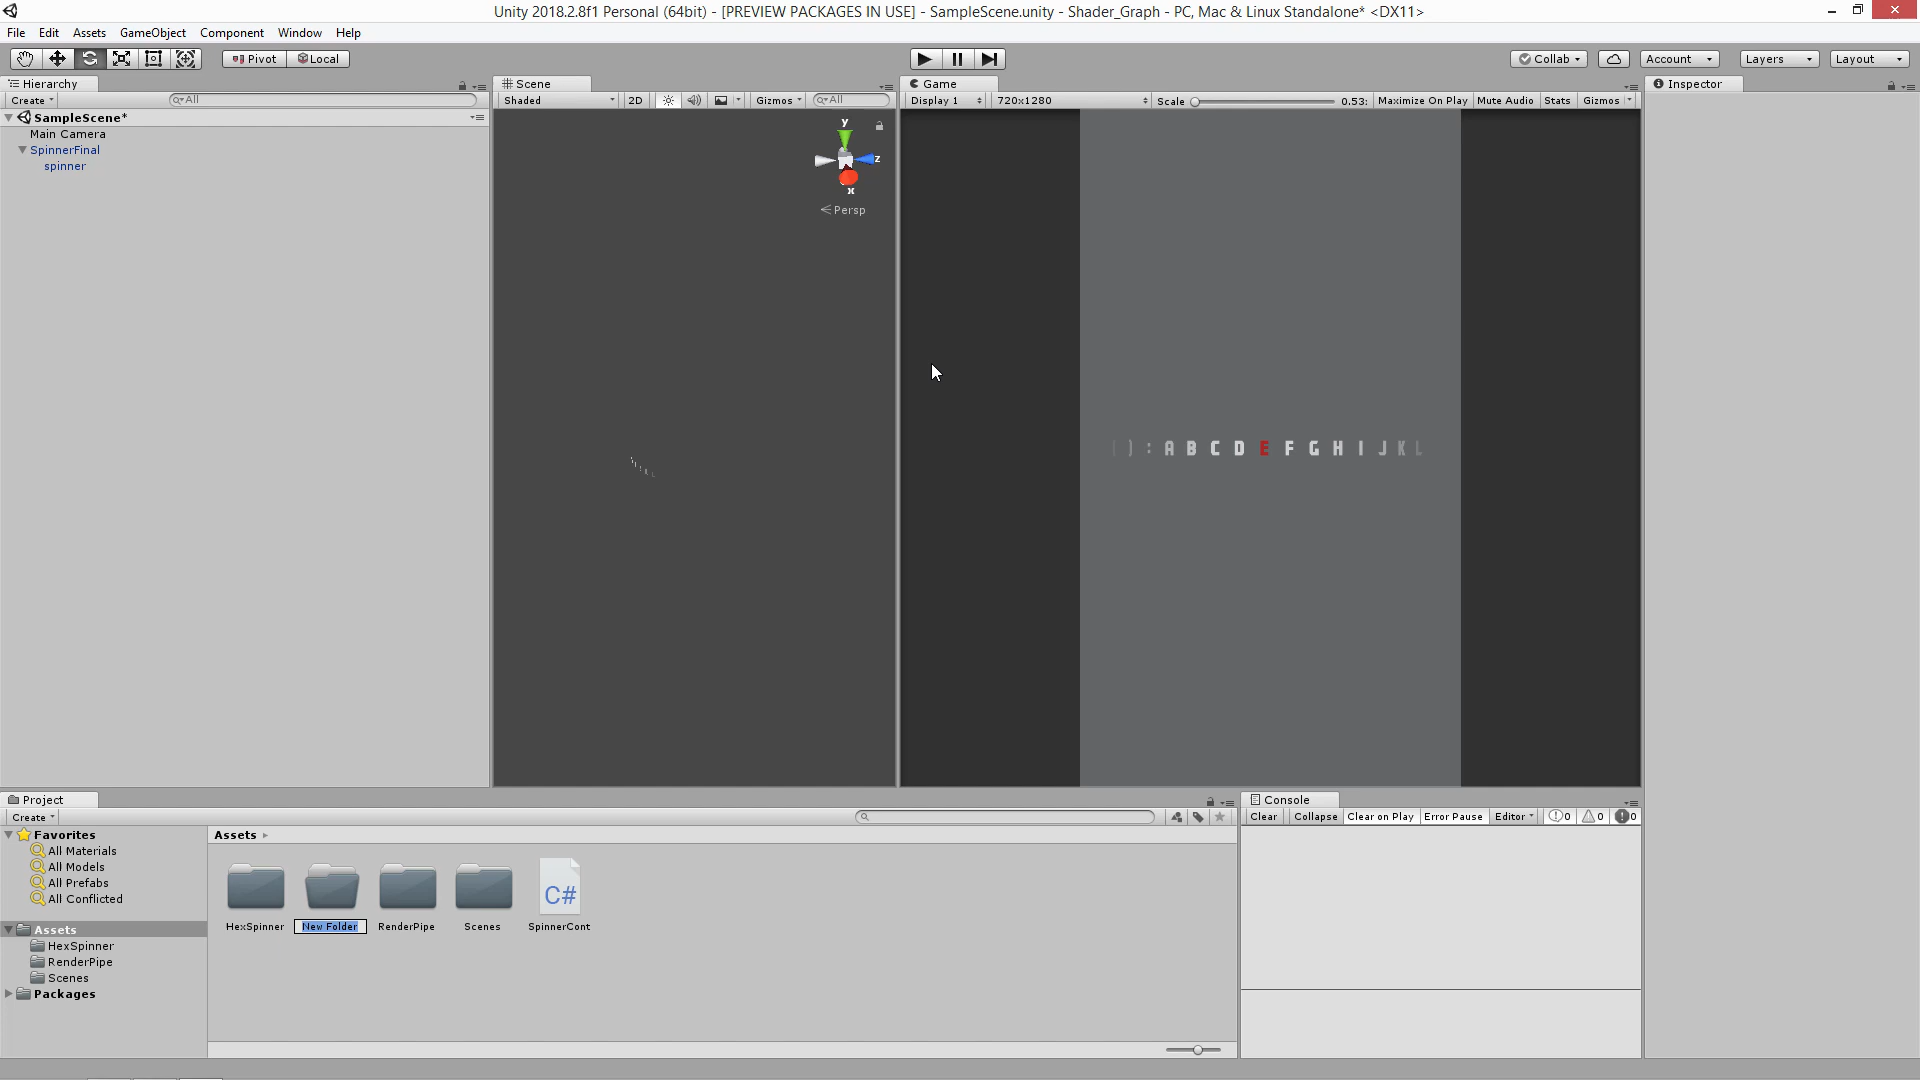 Unity 2018.2.8f1 Personal (64bit) - [PREVIEW PACKAGES IN USE] - SampleScene.unity - Shader_Graph - PC, Mac & Linux Standalone* <DX11>
File Edit Assets GameObject Component Window Help
Pivot Local Collab Account Layers Layout
Hierarchy Scene Game Inspector
Create All Shaded 2D Gizmos All Display 1 720x1280 Scale 0.53: Maximize On Play Mute Audio Stats Gizmos
SampleScene*
Main Camera
SpinnerFinal
spinner
y
z
x
Persp
( ) : A B C D E F G H I J K L
Project Console
Create Clear Collapse Clear on Play Error Pause Editor 0 0 0
Favorites Assets
All Materials
All Models
All Prefabs
All Conflicted
C#
HexSpinner New Folder RenderPipe Scenes SpinnerCont
Assets
HexSpinner
RenderPipe
Scenes
Packages